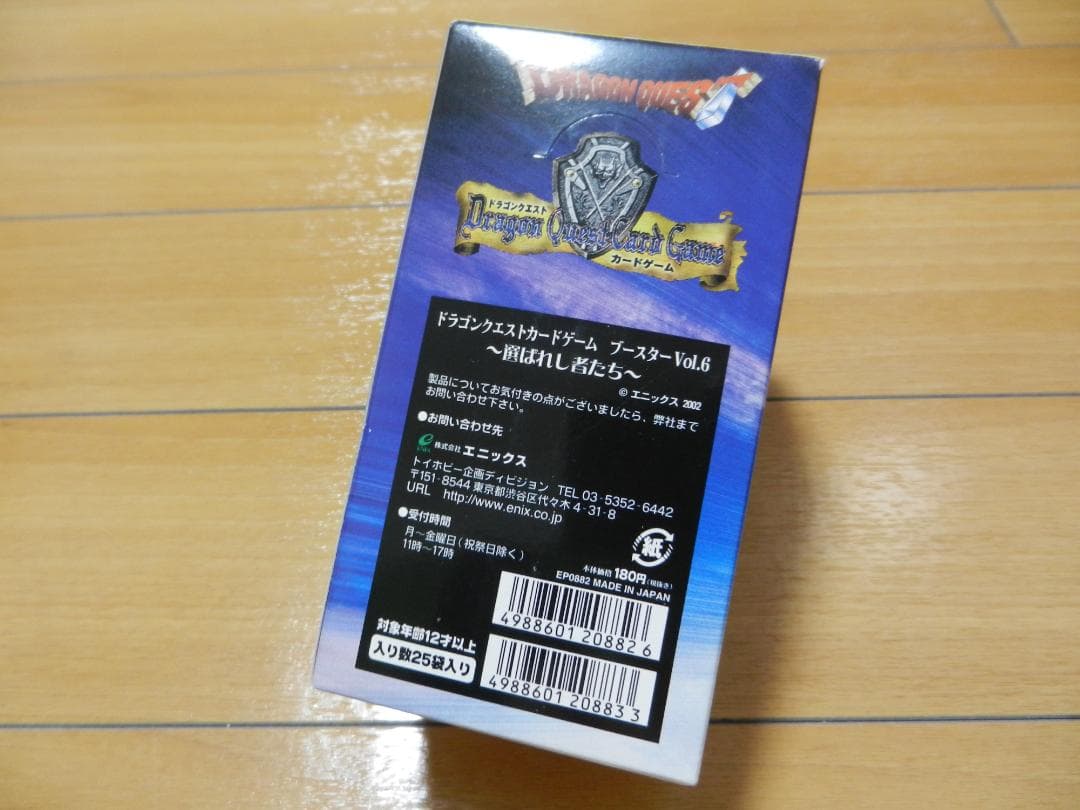 DRAGON QUEST
ドラゴンクエスト
Dragon Quest Card Game
カードゲーム
ドラゴンクエストカードゲーム ブースターVol.6
～選ばれし者たち～
© エニックス 2002
製品についてお気付きの点がございましたら、弊社まで
お問い合わせ下さい。
●お問い合わせ先
ENIX 株式会社 エニックス
トイホビー企画ディビジョン TEL 03-5352-6442
〒151-8544 東京都渋谷区代々木 4-31-8
URL http://www.enix.co.jp
●受付時間
月～金曜日(祝祭日除く)
11時～17時
紙
本体価格 180円(税抜き)
EP0882 MADE IN JAPAN
4988601208826
対象年齢12才以上
入り数25袋入り
4988601208833